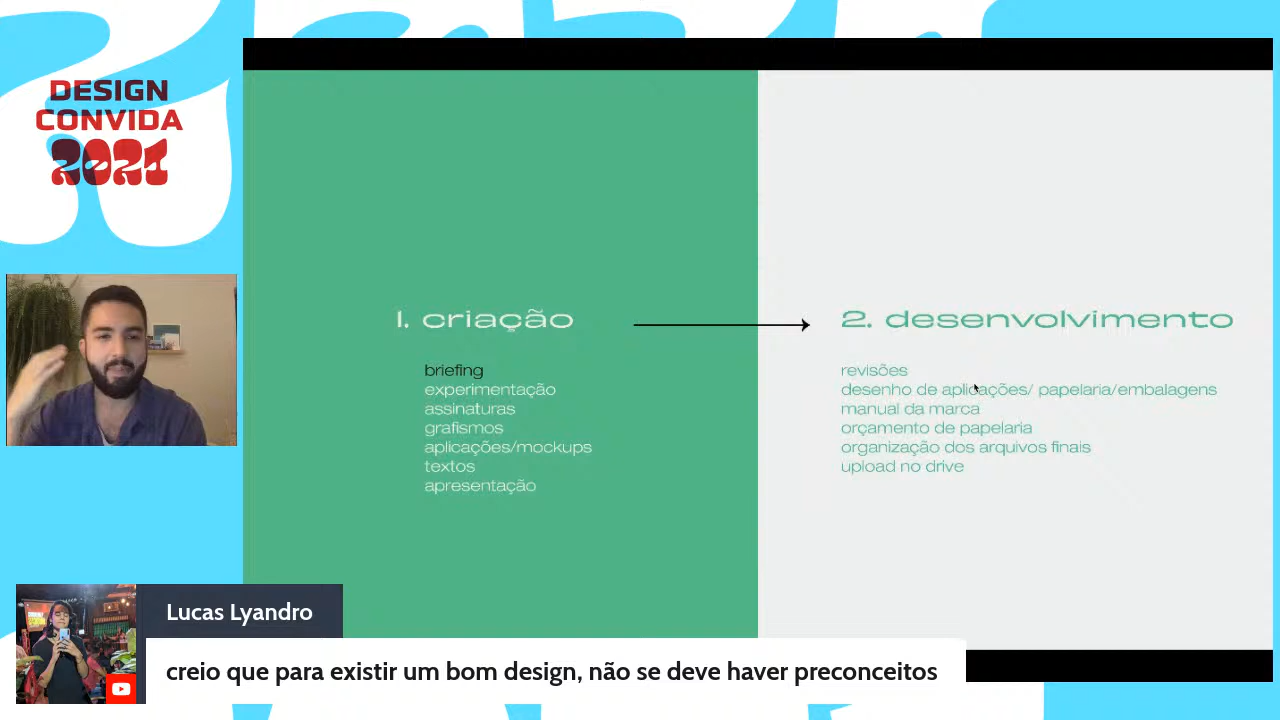 DESIGN
CONVIDA
2021
1. criação
briefing
experimentação
assinaturas
grafismos
aplicações/mockups
textos
apresentação
2. desenvolvimento
revisões
desenho de aplicações/ papelaria/embalagens
manual da marca
orçamento de papelaria
organização dos arquivos finais
upload no drive
Lucas Lyandro
creio que para existir um bom design, não se deve haver preconceitos